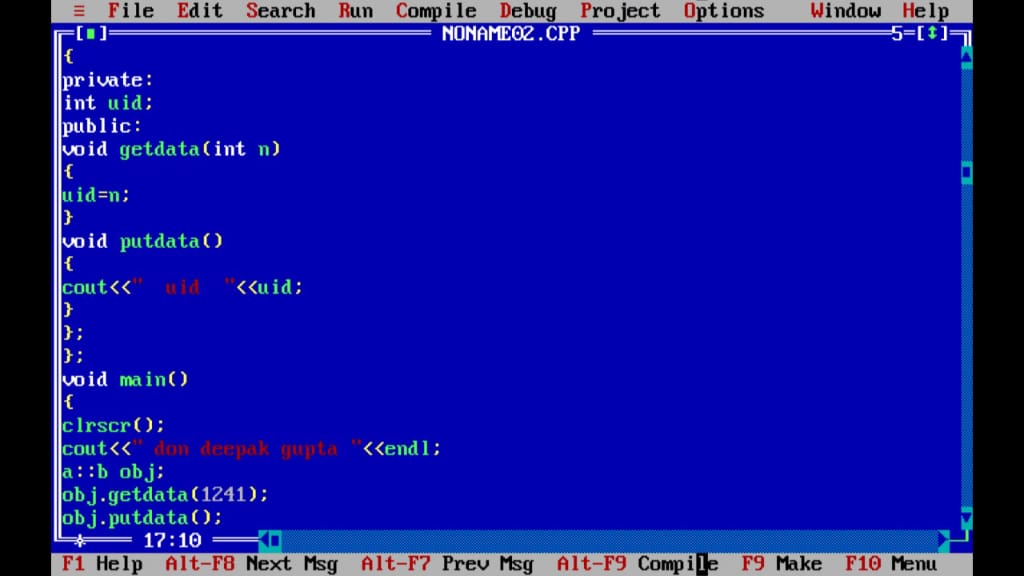 ≡ File Edit Search Run Compile Debug Project Options Window Help
[■] NONAME02.CPP 5=[↕]
{
private:
int uid;
public:
void getdata(int n)
{
uid=n;
}
void putdata()
{
cout<<"  uid  "<<uid;
}
};
};
void main()
{
clrscr();
cout<<" don deepak gupta "<<endl;
a::b obj;
obj.getdata(1241);
obj.putdata();
17:10
F1 Help Alt-F8 Next Msg Alt-F7 Prev Msg Alt-F9 Compile F9 Make F10 Menu